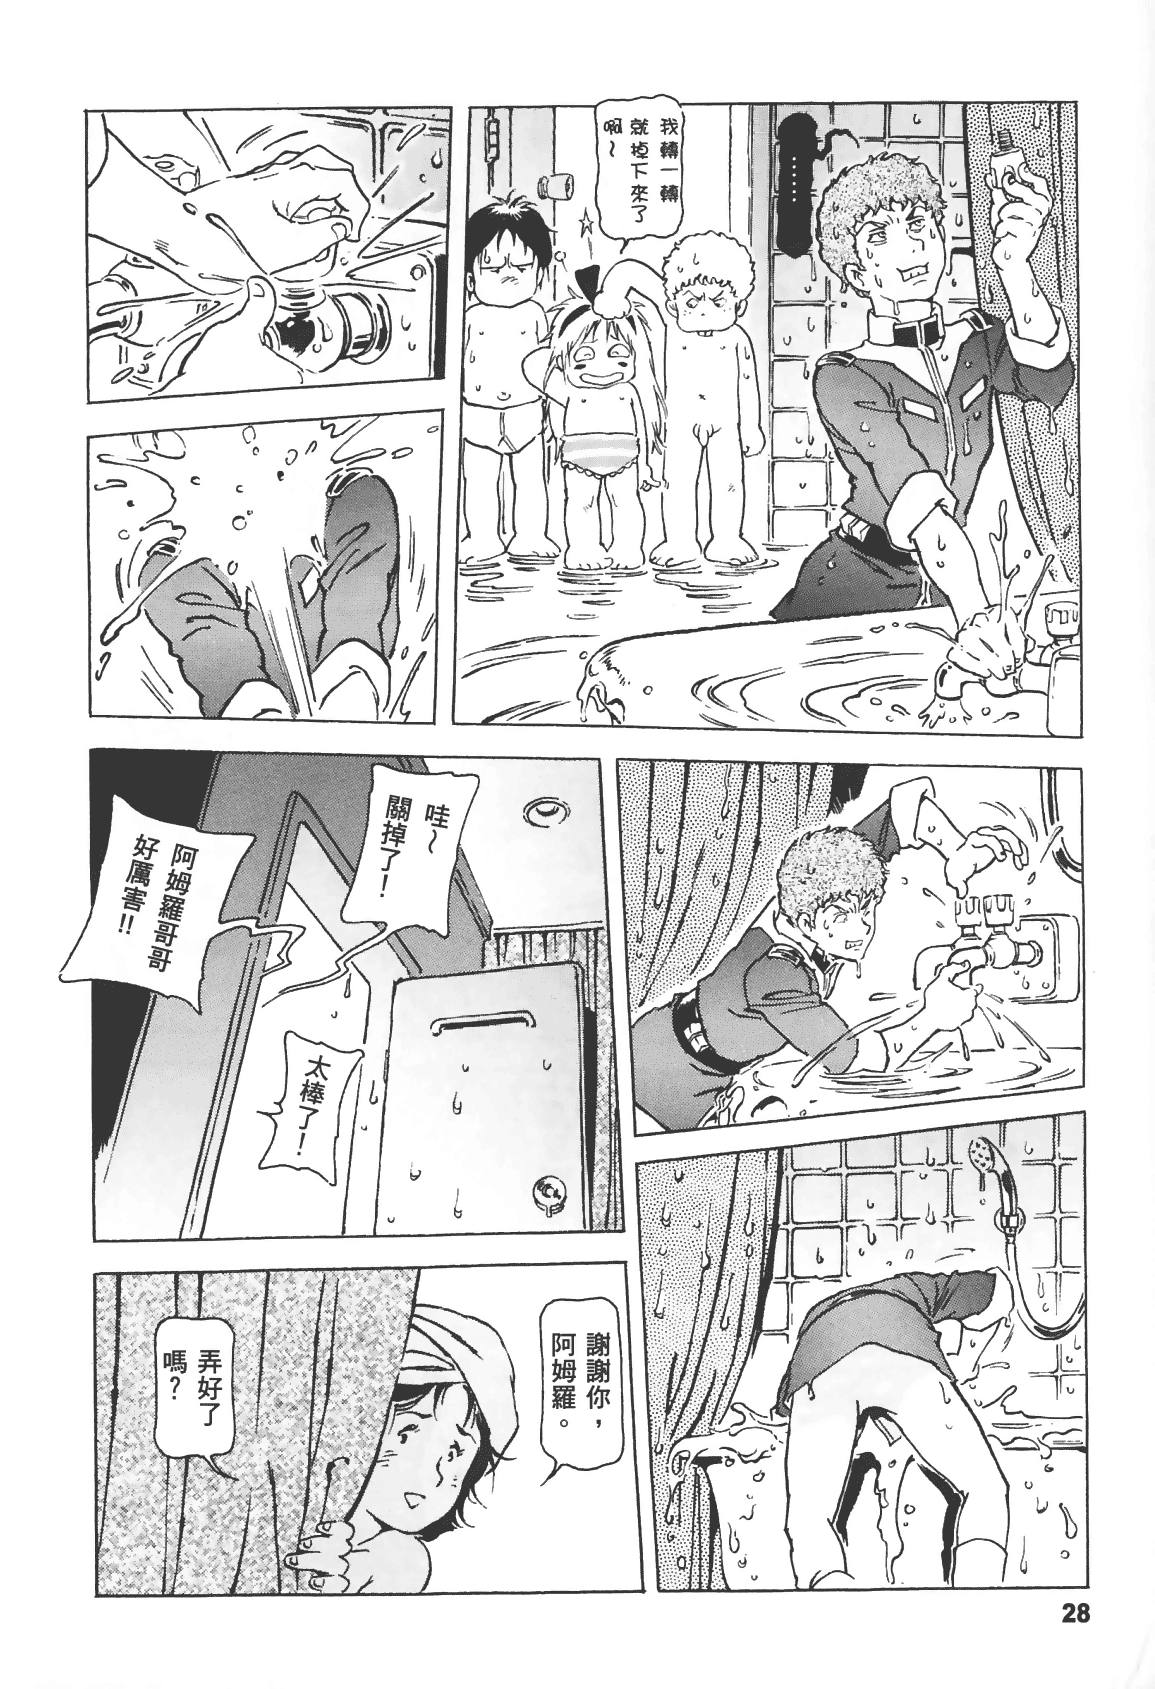 我轉一轉
就掉下來了
啊～
……
哇～
關掉了！
阿姆羅哥哥
好厲害!!
太棒了！
謝謝你，
阿姆羅。
弄好了
嗎？
28